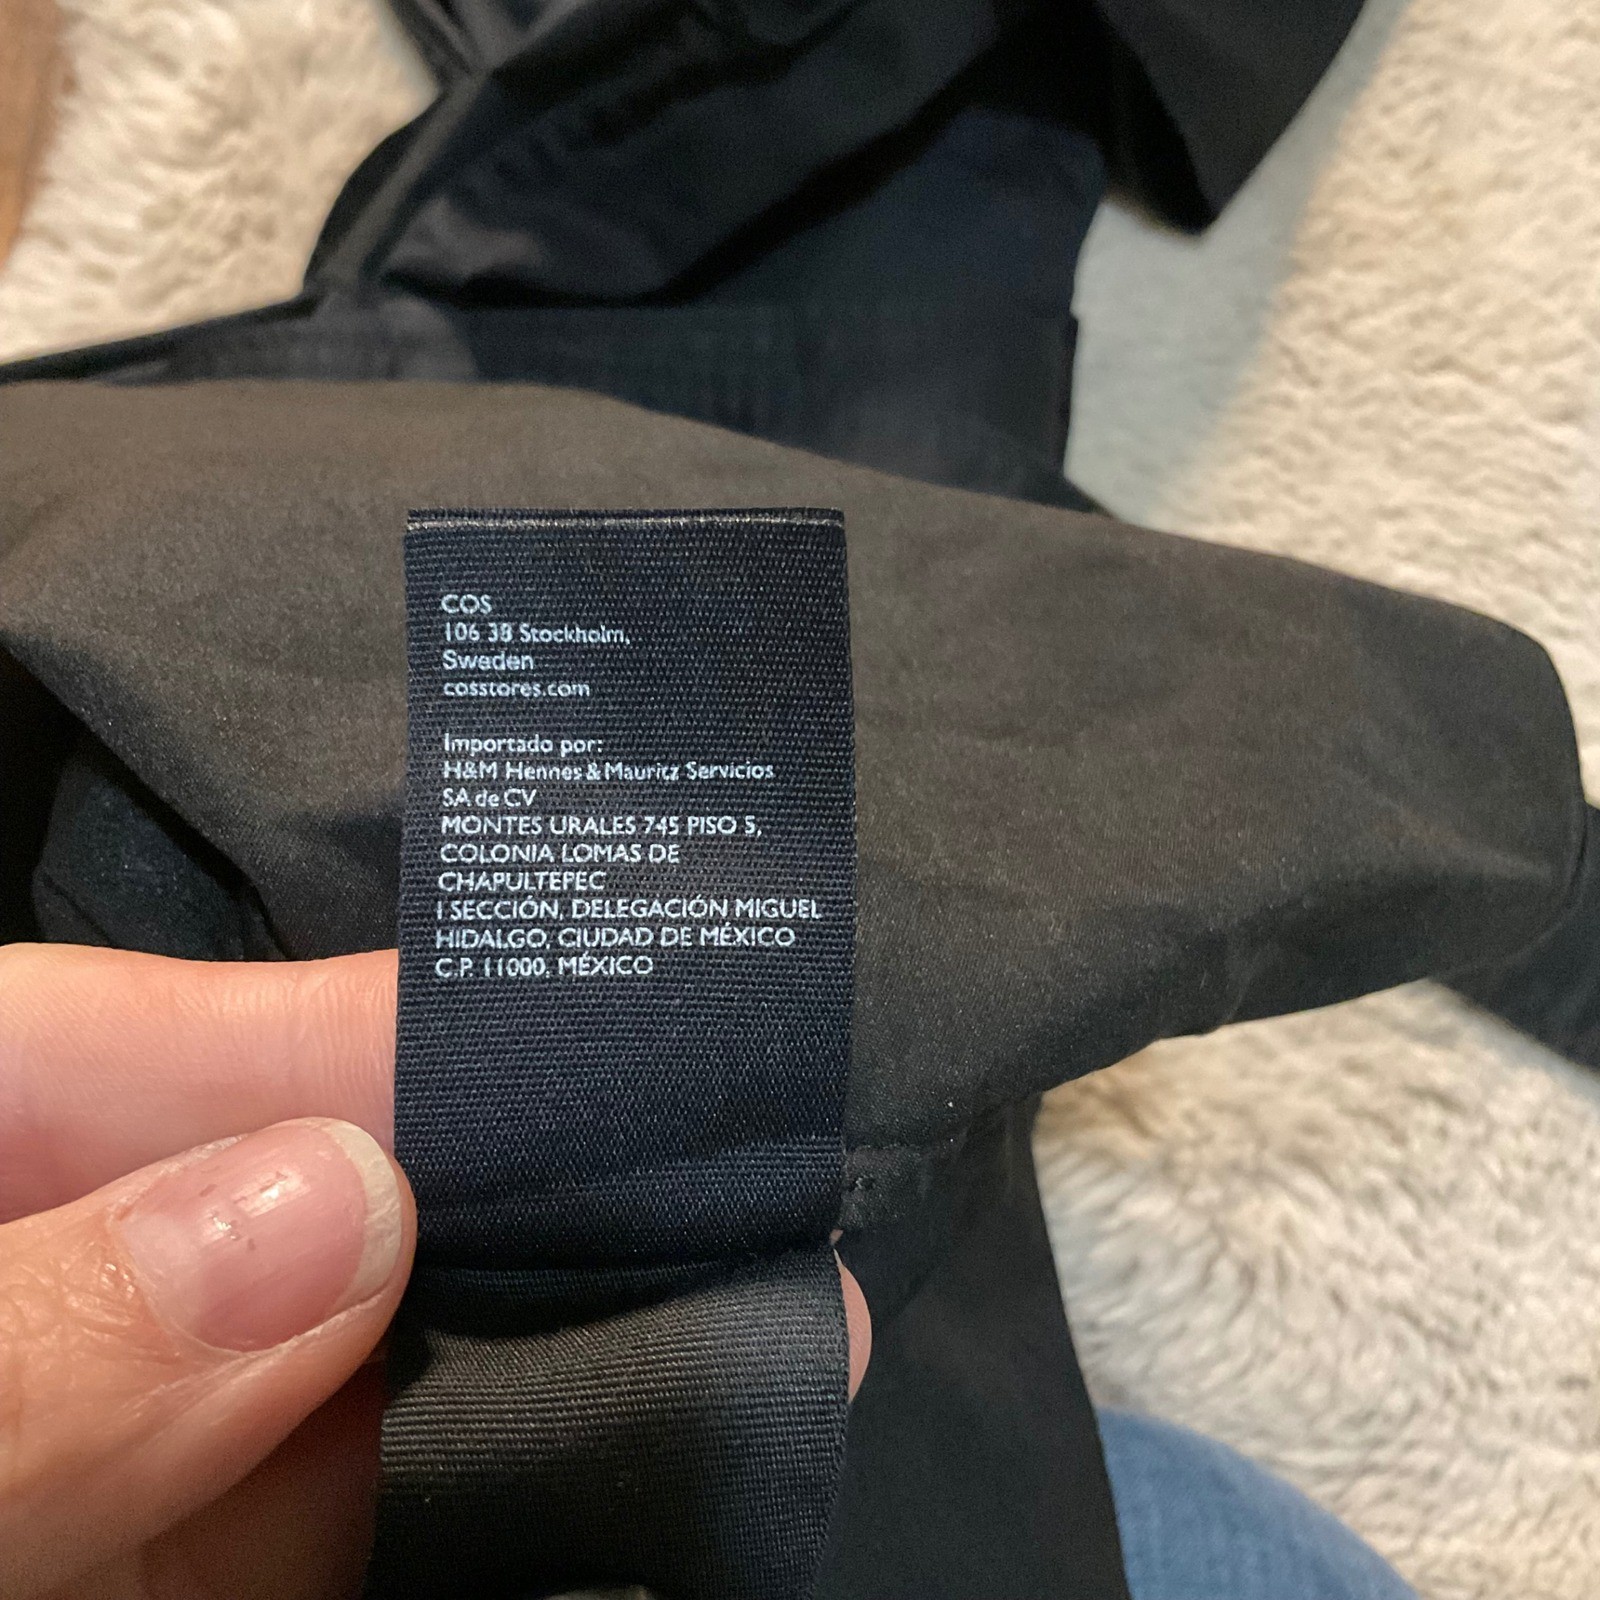 COS
106 38 Stockholm,
Sweden
cosstores.com
Importado por:
H&M Hennes & Mauritz Servicios
SA de CV
MONTES URALES 745 PISO 5,
COLONIA LOMAS DE
CHAPULTEPEC
I SECCIÓN, DELEGACIÓN MIGUEL
HIDALGO, CIUDAD DE MÉXICO
C.P. 11000, MÉXICO